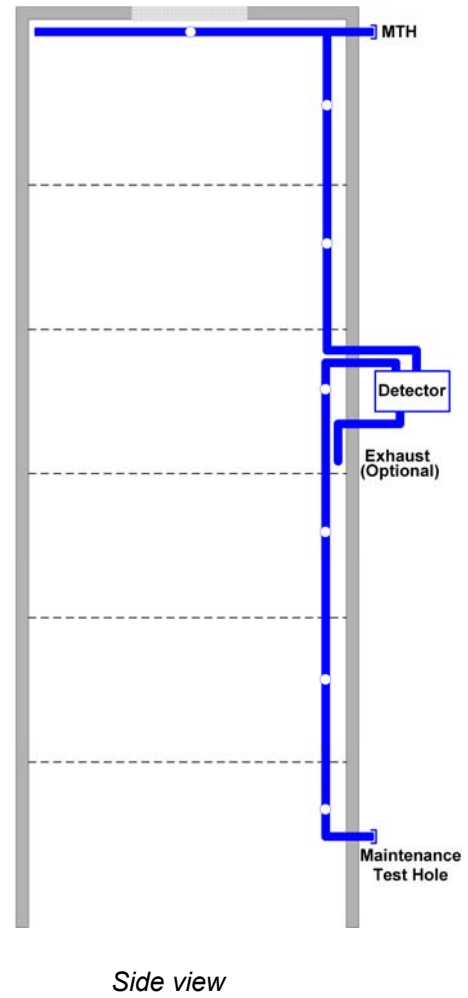 MTH
Detector
Exhaust
(Optional)
Maintenance
Test Hole
Side view